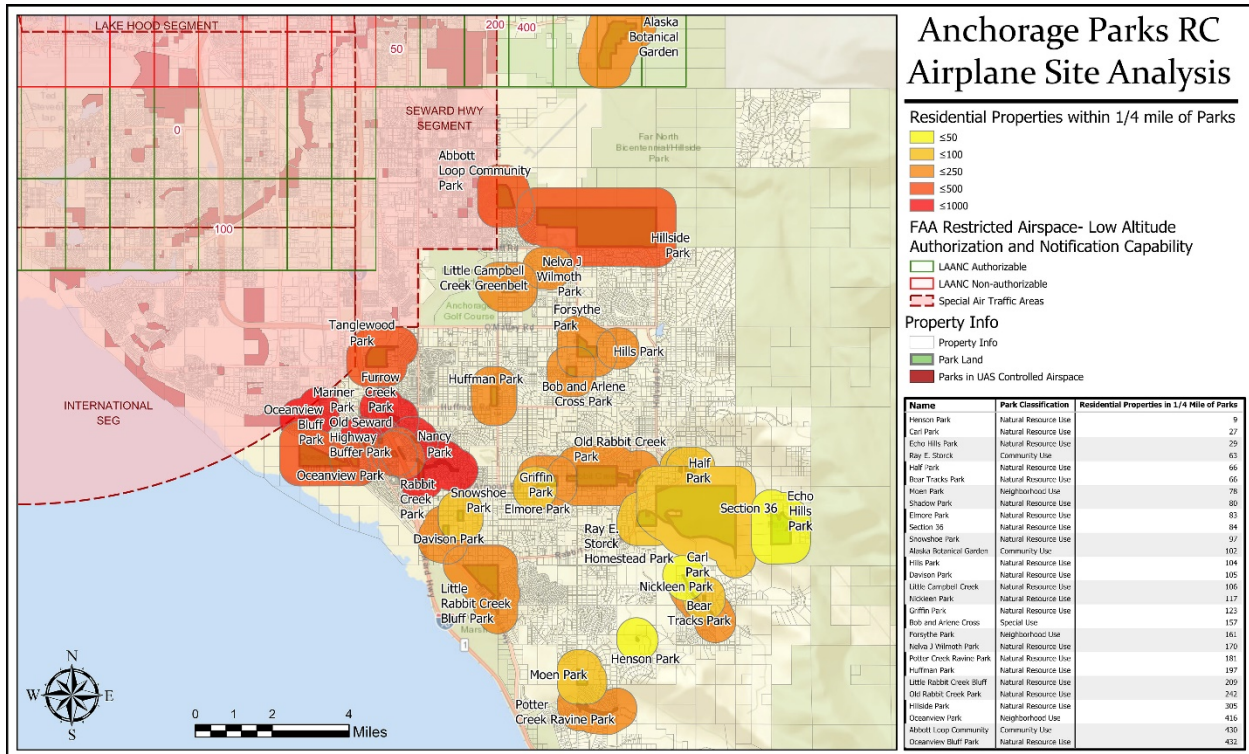 LAKE HOOD SEGMENT
200
400
50
Alaska
Botanical
Garden
SEWARD HWY
SEGMENT
0
Far North
Bicentennial/Hillside
Park
Abbott
Loop Community
Park
100
Hillside
Park
Little Campbell
Creek Greenbelt
Nelva J
Wilmoth
Park
Anchorage
Golf Course
O'Malley Rd
Forsythe
Park
Tanglewood
Park
Hills Park
Furrow
Creek
Park
Huffman Park
Bob and Arlene
Cross Park
Mariner
Park
INTERNATIONAL
SEG
Oceanview
Bluff
Park
Old Seward
Highway
Buffer Park
Nancy
Park
Old Rabbit Creek
Park
Half
Park
Oceanview Park
Rabbit
Creek
Park
Snowshoe
Park
Griffin
Park
Elmore Park
Section 36
Echo
Hills
Park
Davison Park
Ray E.
Storck
Homestead Park
Carl
Park
Nickleen Park
Little
Rabbit Creek
Bluff Park
Bear
Tracks Park
1
Henson Park
Moen Park
Potter
Creek Ravine Park
N
W E
S
0 1 2 4
Miles
Anchorage Parks RC
Airplane Site Analysis
Residential Properties within 1/4 mile of Parks
≤50
≤100
≤250
≤500
≤1000
FAA Restricted Airspace- Low Altitude
Authorization and Notification Capability
LAANC Authorizable
LAANC Non-authorizable
Special Air Traffic Areas
Property Info
Property Info
Park Land
Parks in UAS Controlled Airspace
Name Park Classification Residential Properties in 1/4 Mile of Parks
Henson Park Natural Resource Use 9
Carl Park Natural Resource Use 27
Echo Hills Park Natural Resource Use 29
Ray E. Storck Community Use 63
Half Park Natural Resource Use 66
Bear Tracks Park Natural Resource Use 66
Moen Park Neighborhood Use 78
Shadow Park Natural Resource Use 80
Elmore Park Natural Resource Use 83
Section 36 Natural Resource Use 84
Snowshoe Park Natural Resource Use 97
Alaska Botanical Garden Community Use 102
Hills Park Natural Resource Use 104
Davison Park Natural Resource Use 105
Little Campbell Creek Natural Resource Use 106
Nickleen Park Natural Resource Use 117
Griffin Park Natural Resource Use 123
Bob and Arlene Cross Special Use 157
Forsythe Park Neighborhood Use 161
Nelva J Wilmoth Park Natural Resource Use 170
Potter Creek Ravine Park Natural Resource Use 181
Huffman Park Natural Resource Use 197
Little Rabbit Creek Bluff Natural Resource Use 209
Old Rabbit Creek Park Natural Resource Use 242
Hillside Park Natural Resource Use 305
Oceanview Park Neighborhood Use 416
Abbott Loop Community Community Use 430
Oceanview Bluff Park Natural Resource Use 432